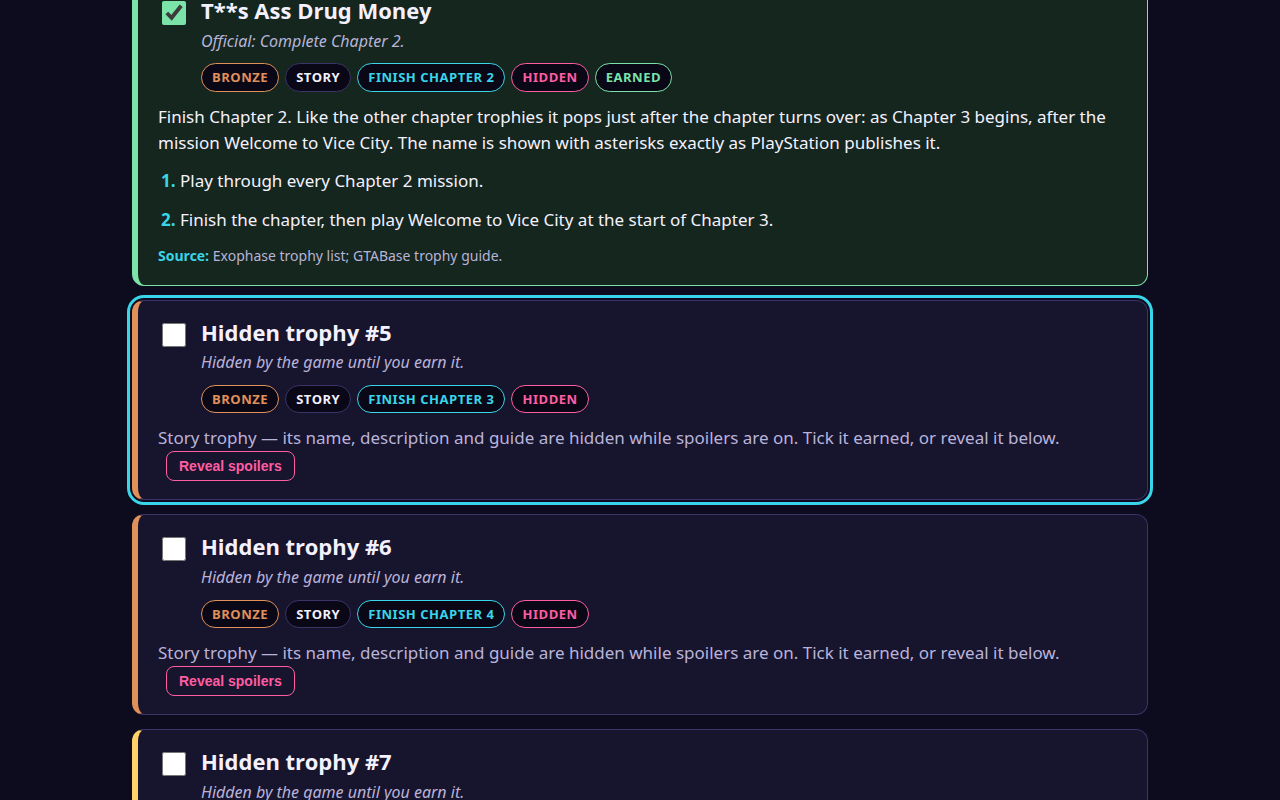 T**s Ass Drug Money
Official: Complete Chapter 2.
BRONZE STORY FINISH CHAPTER 2 HIDDEN EARNED
Finish Chapter 2. Like the other chapter trophies it pops just after the chapter turns over: as Chapter 3 begins, after the
mission Welcome to Vice City. The name is shown with asterisks exactly as PlayStation publishes it.
1. Play through every Chapter 2 mission.
2. Finish the chapter, then play Welcome to Vice City at the start of Chapter 3.
Source: Exophase trophy list; GTABase trophy guide.
Hidden trophy #5
Hidden by the game until you earn it.
BRONZE STORY FINISH CHAPTER 3 HIDDEN
Story trophy — its name, description and guide are hidden while spoilers are on. Tick it earned, or reveal it below.
Reveal spoilers
Hidden trophy #6
Hidden by the game until you earn it.
BRONZE STORY FINISH CHAPTER 4 HIDDEN
Story trophy — its name, description and guide are hidden while spoilers are on. Tick it earned, or reveal it below.
Reveal spoilers
Hidden trophy #7
Hidden by the game until you earn it.